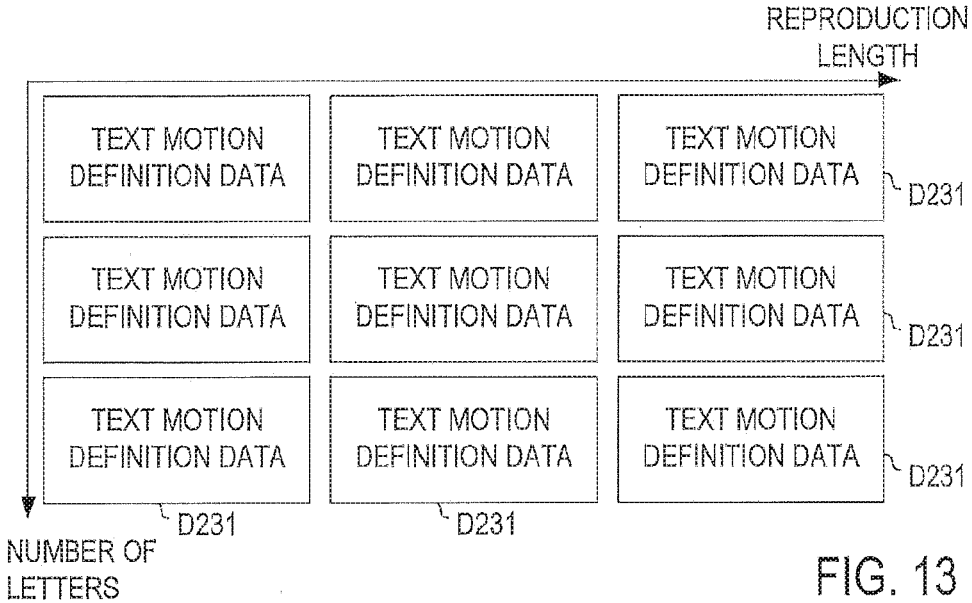 REPRODUCTION
LENGTH
TEXT MOTION
DEFINITION DATA
TEXT MOTION
DEFINITION DATA
TEXT MOTION
DEFINITION DATA
D231
TEXT MOTION
DEFINITION DATA
TEXT MOTION
DEFINITION DATA
TEXT MOTION
DEFINITION DATA
D231
TEXT MOTION
DEFINITION DATA
TEXT MOTION
DEFINITION DATA
TEXT MOTION
DEFINITION DATA
D231
D231
D231
NUMBER OF
LETTERS
FIG. 13